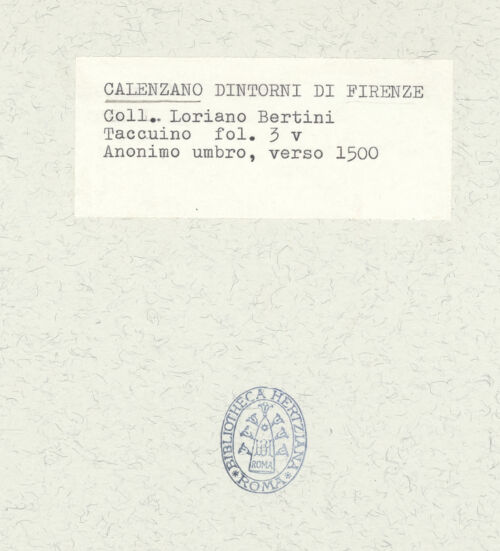 CALENZANO DINTORNI DI FIRENZE
Coll. Loriano Bertini
Taccuino fol. 3 v
Anonimo umbro, verso 1500
BIBLIOTHECA HERTZIANA
ROMA
ROMA